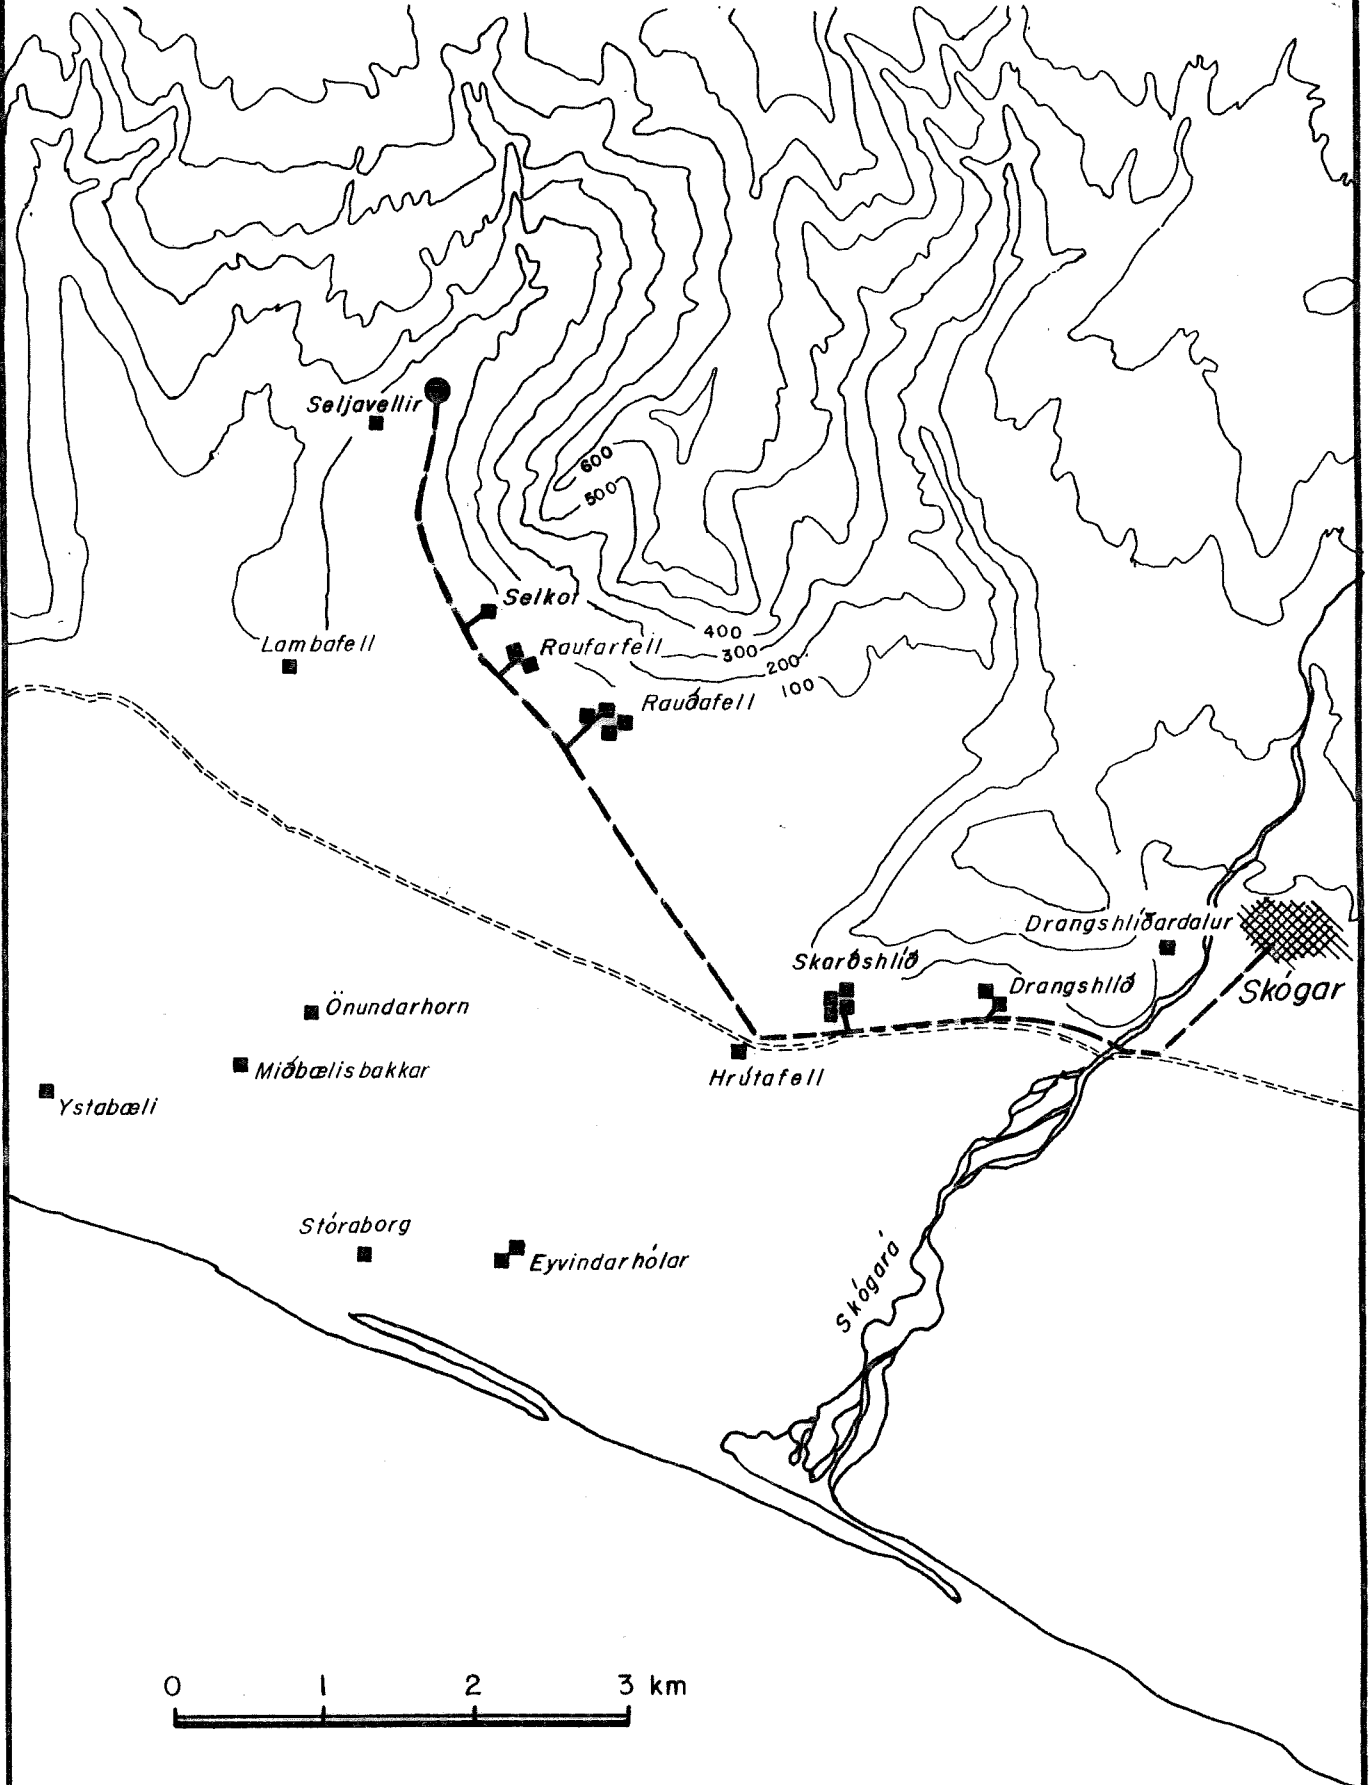 Seljavellir
600
500
Selkot
400
Lambafell
Raufarfell
300
200
100
Rauðafell
Drangshlíðardalur
Skarðshlíð
Drangshlíð
Skógar
Önundarhorn
Miðbælisbakkar
Hrútafell
Ystabæli
Stóraborg
Eyvindarhólar
Skógará
0 1 2 3 km